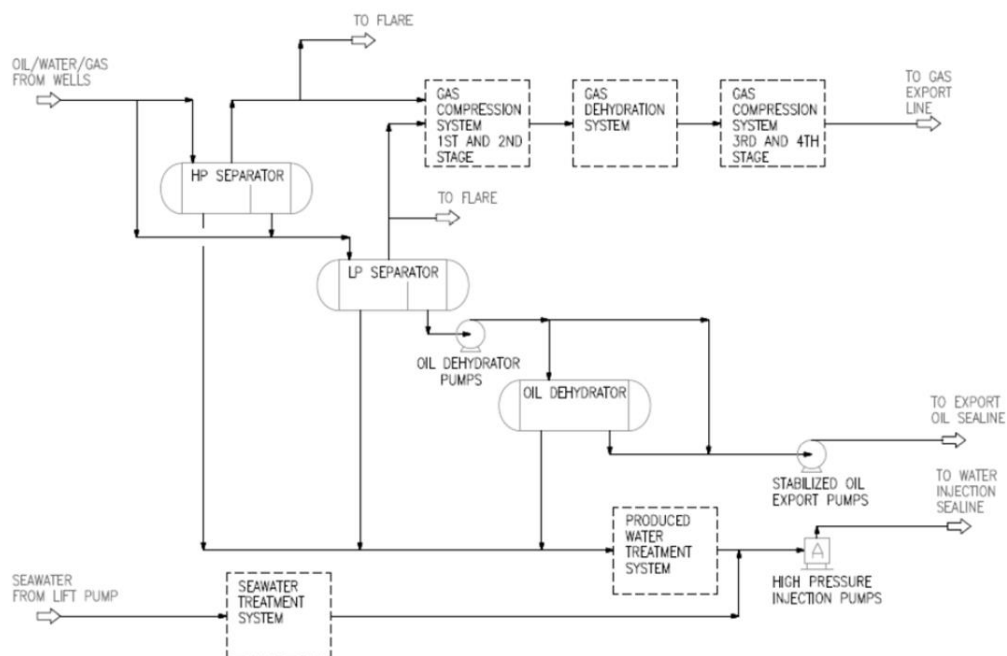 TO FLARE
OIL/WATER/GAS
FROM WELLS
GAS
COMPRESSION
SYSTEM
1ST AND 2ND
STAGE
GAS
DEHYDRATION
SYSTEM
GAS
COMPRESSION
SYSTEM
3RD AND 4TH
STAGE
TO GAS
EXPORT
LINE
HP SEPARATOR
TO FLARE
LP SEPARATOR
OIL DEHYDRATOR
PUMPS
OIL DEHYDRATOR
TO EXPORT
OIL SEALINE
STABILIZED OIL
EXPORT PUMPS
TO WATER
INJECTION
SEALINE
PRODUCED
WATER
TREATMENT
SYSTEM
A
HIGH PRESSURE
INJECTION PUMPS
SEAWATER
FROM LIFT PUMP
SEAWATER
TREATMENT
SYSTEM